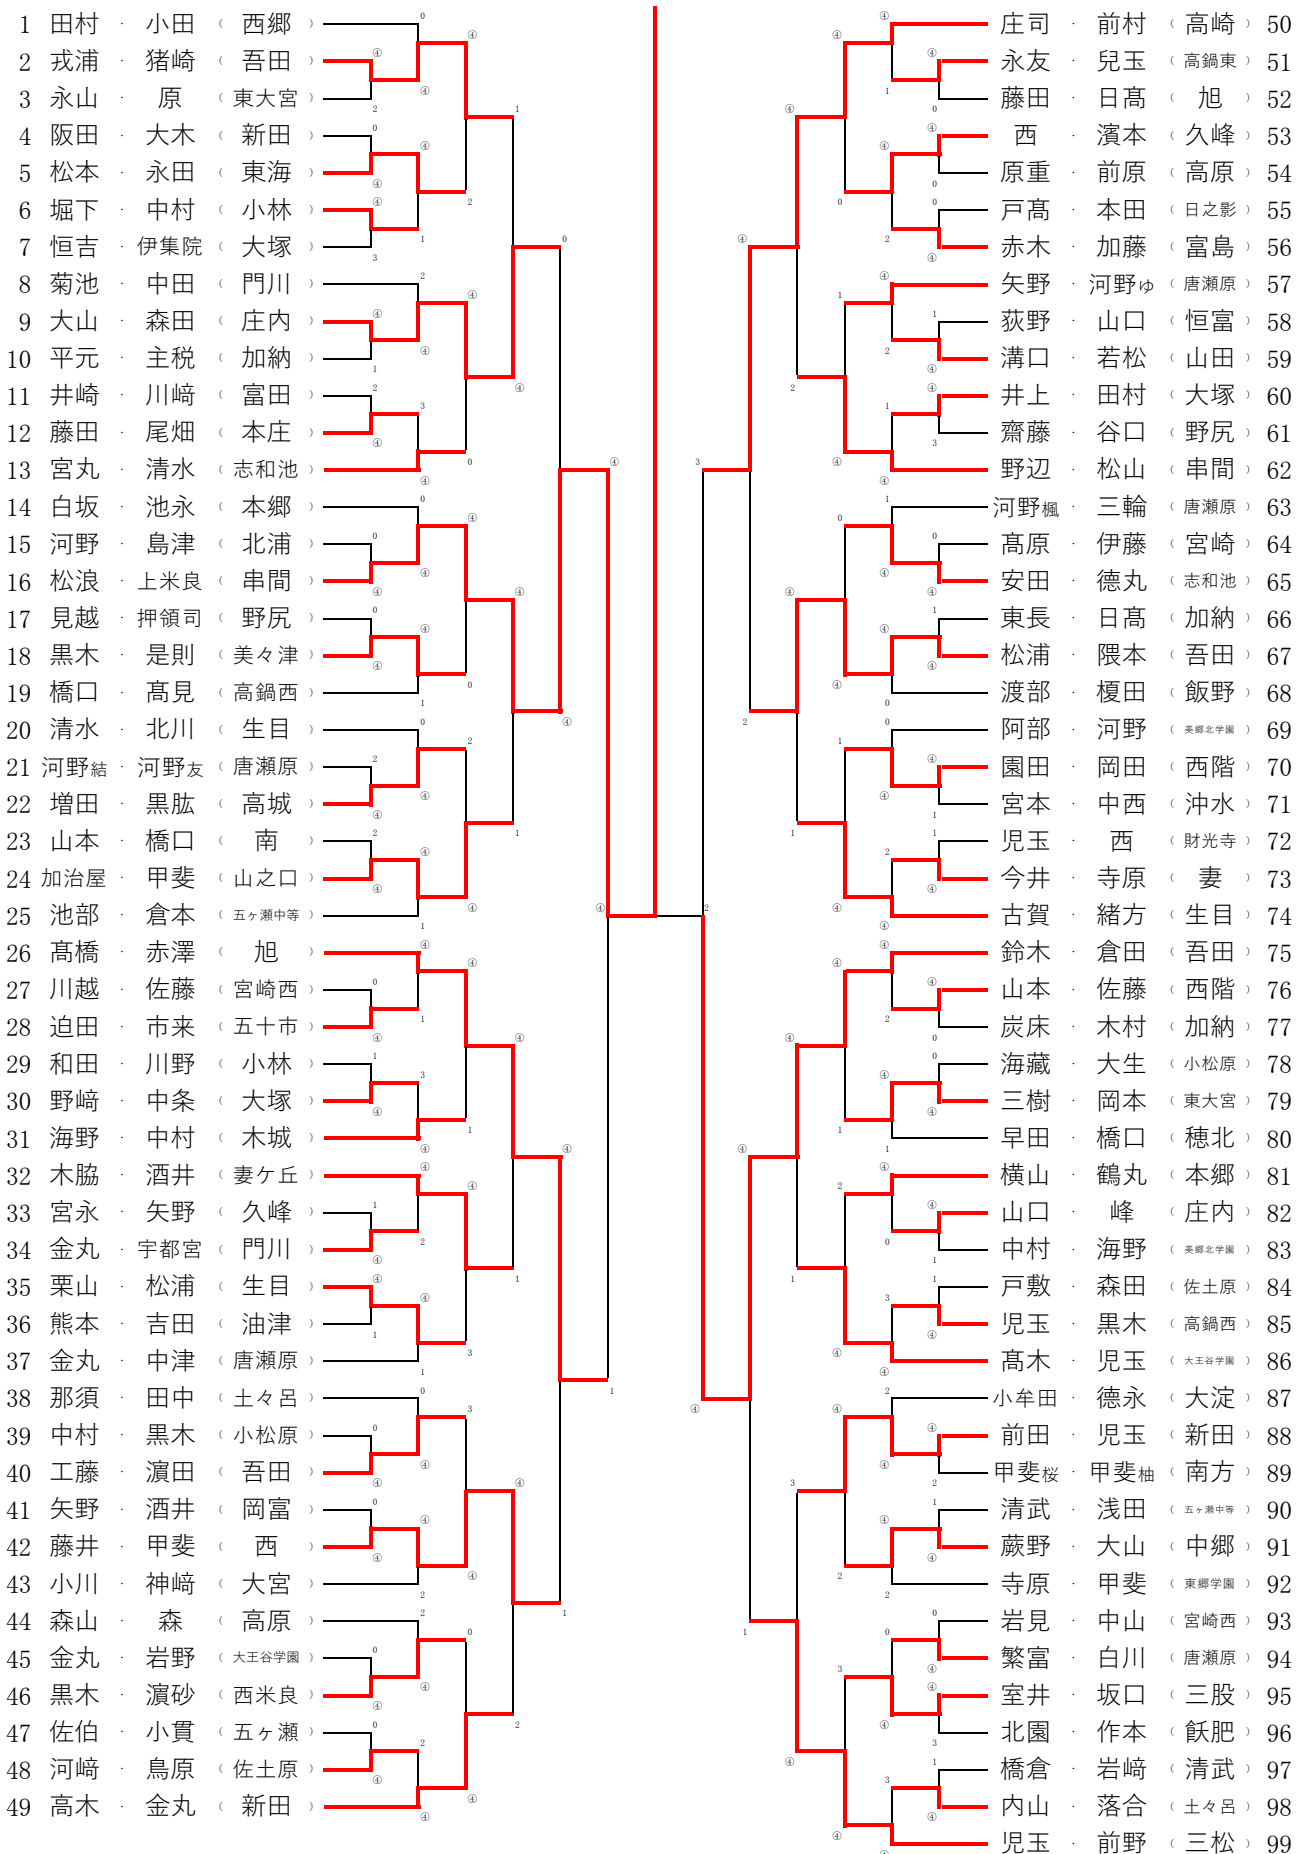 1 田村 ・ 小田 ( 西郷 )
2 戎浦 ・ 猪崎 ( 吾田 )
3 永山 ・ 原 ( 東大宮 )
4 阪田 ・ 大木 ( 新田 )
5 松本 ・ 永田 ( 東海 )
6 堀下 ・ 中村 ( 小林 )
7 恒吉 ・ 伊集院 ( 大塚 )
8 菊池 ・ 中田 ( 門川 )
9 大山 ・ 森田 ( 庄内 )
10 平元 ・ 主税 ( 加納 )
11 井崎 ・ 川﨑 ( 富田 )
12 藤田 ・ 尾畑 ( 本庄 )
13 宮丸 ・ 清水 ( 志和池 )
14 白坂 ・ 池永 ( 本郷 )
15 河野 ・ 島津 ( 北浦 )
16 松浪 ・ 上米良 ( 串間 )
17 見越 ・ 押領司 ( 野尻 )
18 黒木 ・ 是則 ( 美々津 )
19 橋口 ・ 髙見 ( 高鍋西 )
20 清水 ・ 北川 ( 生目 )
21 河野結 ・ 河野友 ( 唐瀬原 )
22 増田 ・ 黒肱 ( 高城 )
23 山本 ・ 橋口 ( 南 )
24 加治屋 ・ 甲斐 ( 山之口 )
25 池部 ・ 倉本 ( 五ヶ瀬中等 )
26 髙橋 ・ 赤澤 ( 旭 )
27 川越 ・ 佐藤 ( 宮崎西 )
28 迫田 ・ 市来 ( 五十市 )
29 和田 ・ 川野 ( 小林 )
30 野﨑 ・ 中条 ( 大塚 )
31 海野 ・ 中村 ( 木城 )
32 木脇 ・ 酒井 ( 妻ケ丘 )
33 宮永 ・ 矢野 ( 久峰 )
34 金丸 ・ 宇都宮 ( 門川 )
35 栗山 ・ 松浦 ( 生目 )
36 熊本 ・ 吉田 ( 油津 )
37 金丸 ・ 中津 ( 唐瀬原 )
38 那須 ・ 田中 ( 土々呂 )
39 中村 ・ 黒木 ( 小松原 )
40 工藤 ・ 濵田 ( 吾田 )
41 矢野 ・ 酒井 ( 岡富 )
42 藤井 ・ 甲斐 ( 西 )
43 小川 ・ 神﨑 ( 大宮 )
44 森山 ・ 森 ( 高原 )
45 金丸 ・ 岩野 ( 大王谷学園 )
46 黒木 ・ 濵砂 ( 西米良 )
47 佐伯 ・ 小貫 ( 五ヶ瀬 )
48 河﨑 ・ 鳥原 ( 佐土原 )
49 高木 ・ 金丸 ( 新田 )
庄司 ・ 前村 ( 高崎 ) 50
永友 ・ 兒玉 ( 高鍋東 ) 51
藤田 ・ 日髙 ( 旭 ) 52
西 ・ 濱本 ( 久峰 ) 53
原重 ・ 前原 ( 高原 ) 54
戸髙 ・ 本田 ( 日之影 ) 55
赤木 ・ 加藤 ( 富島 ) 56
矢野 ・ 河野ゆ ( 唐瀬原 ) 57
荻野 ・ 山口 ( 恒富 ) 58
溝口 ・ 若松 ( 山田 ) 59
井上 ・ 田村 ( 大塚 ) 60
齋藤 ・ 谷口 ( 野尻 ) 61
野辺 ・ 松山 ( 串間 ) 62
河野楓 ・ 三輪 ( 唐瀬原 ) 63
髙原 ・ 伊藤 ( 宮崎 ) 64
安田 ・ 德丸 ( 志和池 ) 65
東長 ・ 日髙 ( 加納 ) 66
松浦 ・ 隈本 ( 吾田 ) 67
渡部 ・ 榎田 ( 飯野 ) 68
阿部 ・ 河野 ( 美郷北学園 ) 69
園田 ・ 岡田 ( 西階 ) 70
宮本 ・ 中西 ( 沖水 ) 71
児玉 ・ 西 ( 財光寺 ) 72
今井 ・ 寺原 ( 妻 ) 73
古賀 ・ 緒方 ( 生目 ) 74
鈴木 ・ 倉田 ( 吾田 ) 75
山本 ・ 佐藤 ( 西階 ) 76
炭床 ・ 木村 ( 加納 ) 77
海藏 ・ 大生 ( 小松原 ) 78
三樹 ・ 岡本 ( 東大宮 ) 79
早田 ・ 橋口 ( 穂北 ) 80
横山 ・ 鶴丸 ( 本郷 ) 81
山口 ・ 峰 ( 庄内 ) 82
中村 ・ 海野 ( 美郷北学園 ) 83
戸敷 ・ 森田 ( 佐土原 ) 84
児玉 ・ 黒木 ( 高鍋西 ) 85
髙木 ・ 児玉 ( 大王谷学園 ) 86
小牟田 ・ 德永 ( 大淀 ) 87
前田 ・ 児玉 ( 新田 ) 88
甲斐桜 ・ 甲斐柚 ( 南方 ) 89
清武 ・ 浅田 ( 五ヶ瀬中等 ) 90
蕨野 ・ 大山 ( 中郷 ) 91
寺原 ・ 甲斐 ( 東郷学園 ) 92
岩見 ・ 中山 ( 宮崎西 ) 93
繁富 ・ 白川 ( 唐瀬原 ) 94
室井 ・ 坂口 ( 三股 ) 95
北園 ・ 作本 ( 飫肥 ) 96
橋倉 ・ 岩﨑 ( 清武 ) 97
内山 ・ 落合 ( 土々呂 ) 98
児玉 ・ 前野 ( 三松 ) 99